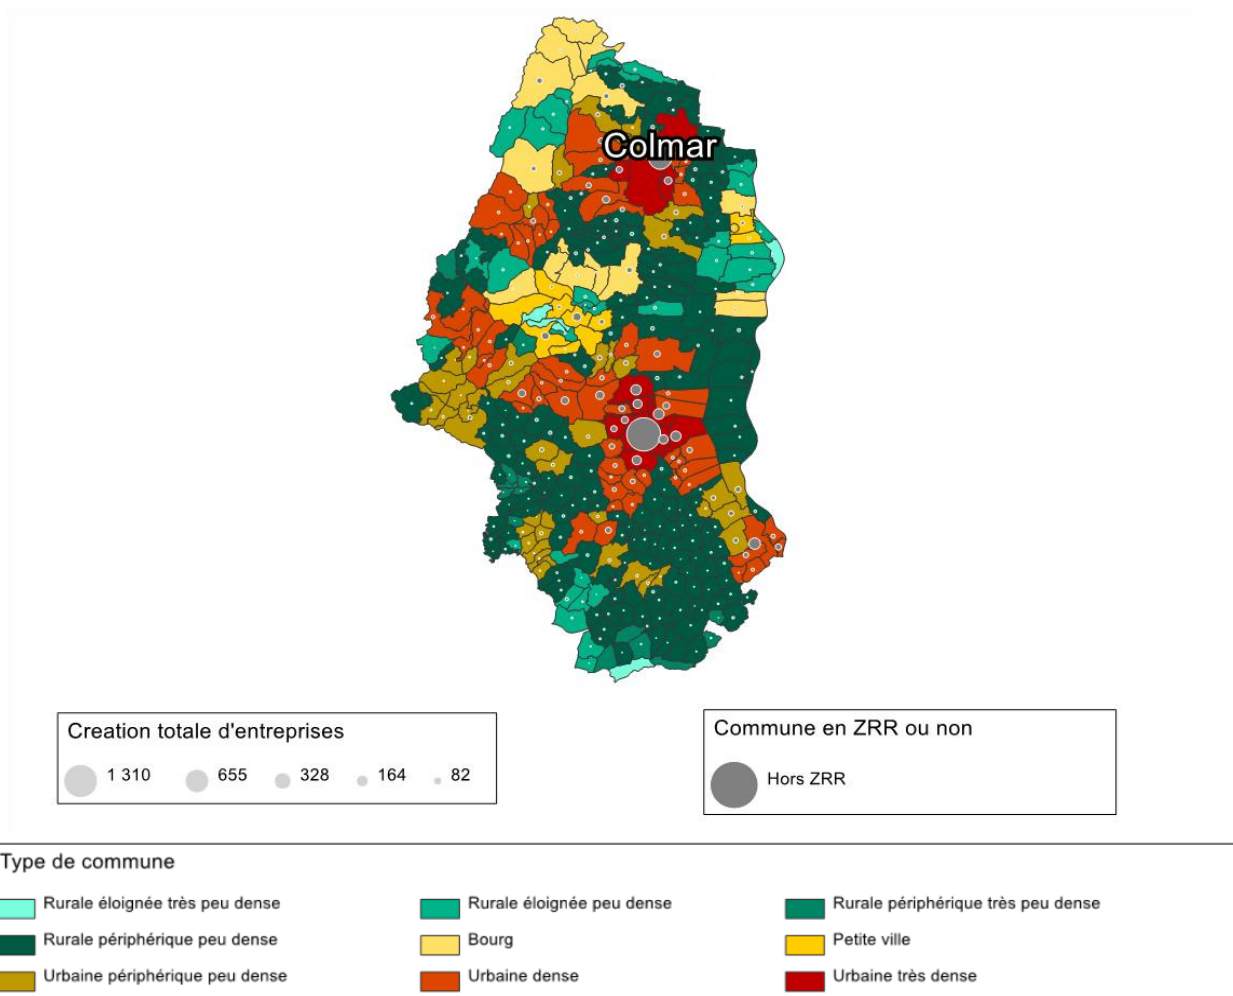 Colmar
Creation totale d'entreprises
1 310 655 328 164 82
Commune en ZRR ou non
Hors ZRR
Type de commune
Rurale éloignée très peu dense Rurale éloignée peu dense Rurale périphérique très peu dense
Rurale périphérique peu dense Bourg Petite ville
Urbaine périphérique peu dense Urbaine dense Urbaine très dense